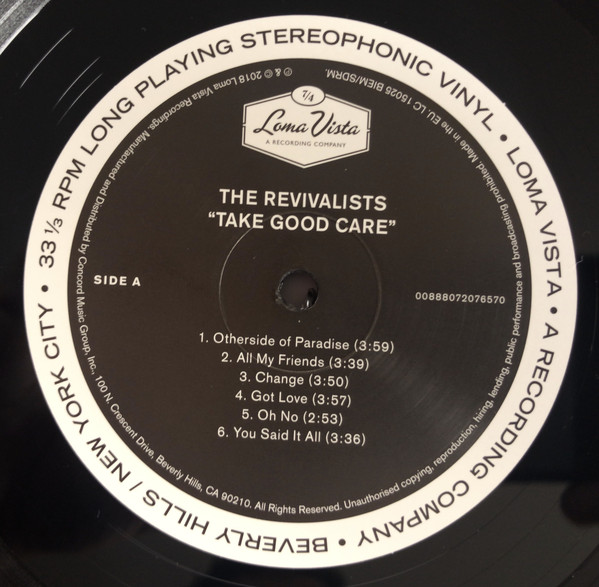 33 1/3 RPM LONG PLAYING STEREOPHONIC VINYL • LOMA VISTA • A RECORDING COMPANY • BEVERLY HILLS / NEW YORK CITY •
℗ & © 2018 Loma Vista Recordings. Manufactured and Distributed by Concord Music Group, Inc., 100 N. Crescent Drive, Beverly Hills, CA 90210. All Rights Reserved. Unauthorised copying, reproduction, hiring, lending, public performance and broadcasting prohibited. Made in the EU. LC 15025 BIEM/SDRM.
7/4
Loma Vista
A RECORDING COMPANY
THE REVIVALISTS
“TAKE GOOD CARE”
SIDE A
00888072076570
1. Otherside of Paradise (3:59)
2. All My Friends (3:39)
3. Change (3:50)
4. Got Love (3:57)
5. Oh No (2:53)
6. You Said It All (3:36)